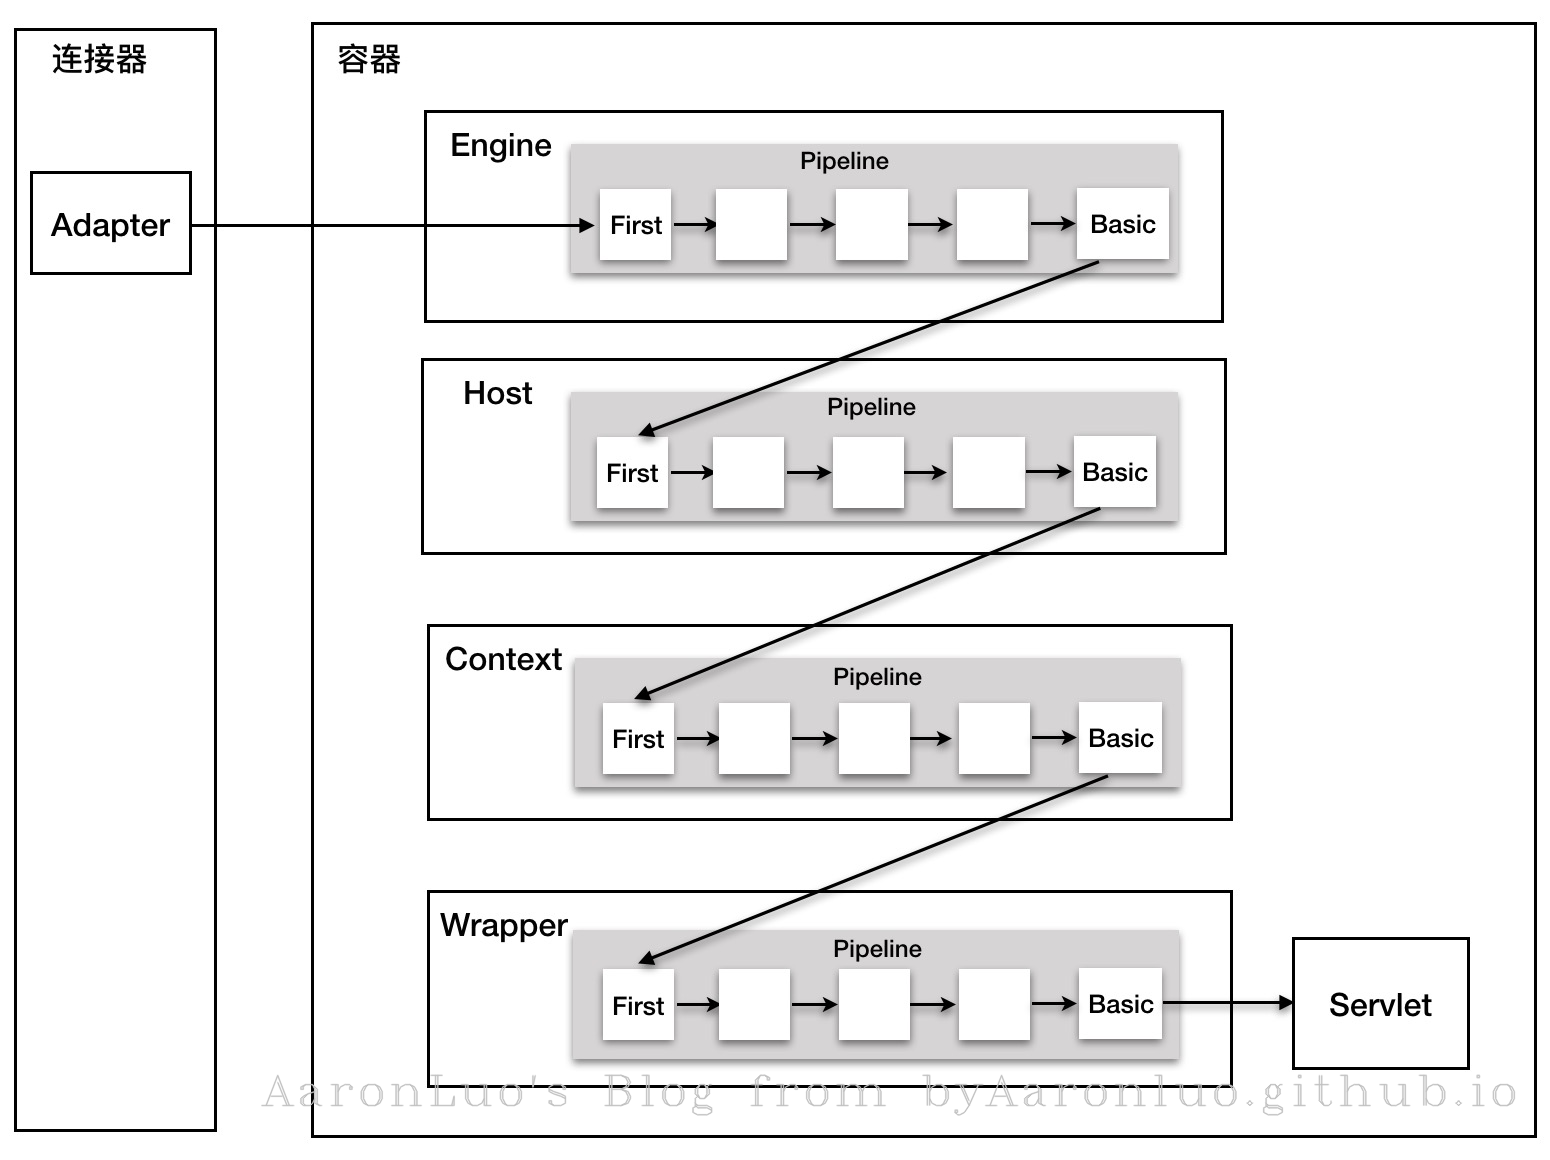 连接器
容器
Engine
Pipeline
Adapter
First
Basic
Host
Pipeline
First
Basic
Context
Pipeline
First
Basic
Wrapper
Pipeline
First
Basic
Servlet
AaronLuo's Blog from byAaronluo.github.io